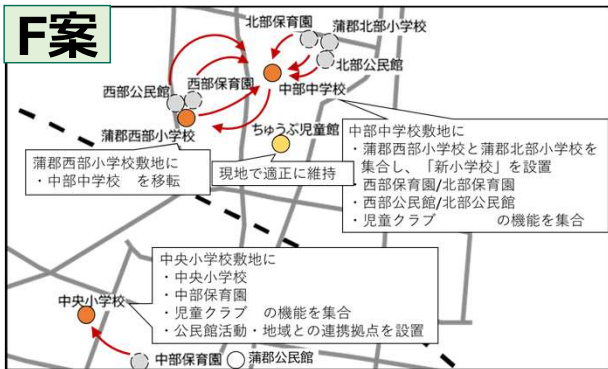 F案
北部保育園
蒲郡北部小学校
西部公民館
西部保育園
北部公民館
中部中学校
蒲郡西部小学校
ちゅうぶ児童館
蒲郡西部小学校敷地に
・中部中学校　を移転
現地で適正に維持
中部中学校敷地に
・蒲郡西部小学校と蒲郡北部小学校を
集合し、「新小学校」を設置
・西部保育園/北部保育園
・西部公民館/北部公民館
・児童クラブ　　　の機能を集合
中央小学校敷地に
・中央小学校
・中部保育園
・児童クラブ　の機能を集合
・公民館活動・地域との連携拠点を設置
中央小学校
中部保育園
蒲郡公民館